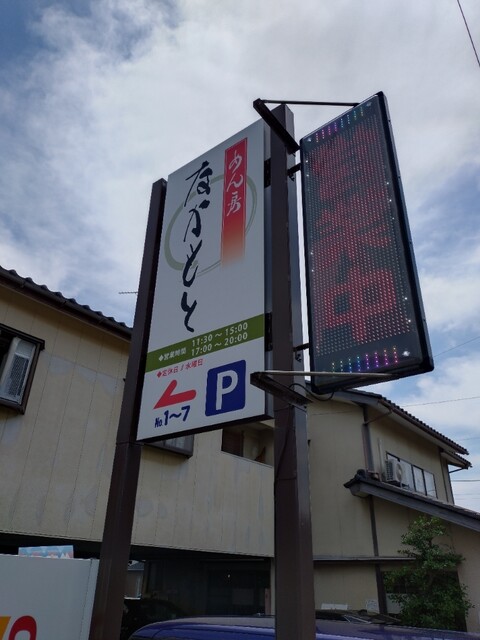 めん房
なかもと
◆営業時間 11:30～15:00
17:00～20:00
◆定休日/水曜日
P
No.1～7
営業中